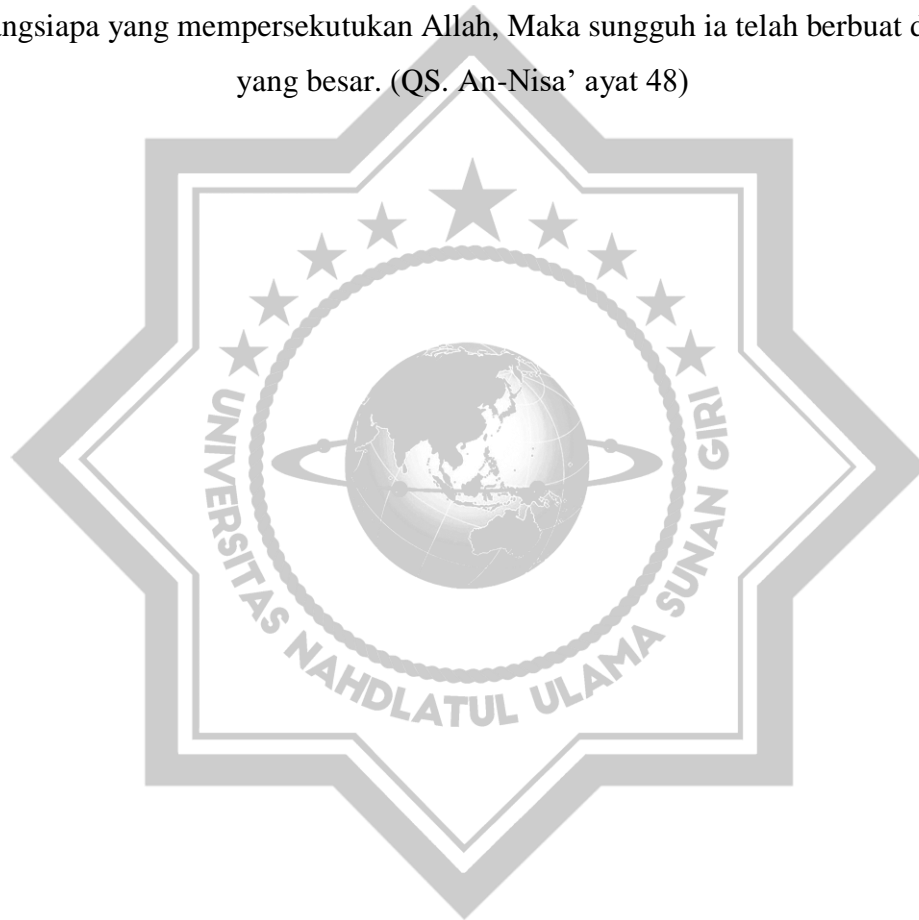 ngsiapa yang mempersekutukan Allah, Maka sungguh ia telah berbuat
yang besar. (QS. An-Nisa’ ayat 48)
UNIVERSITAS NAHDLATUL ULAMA SUNAN GIRI